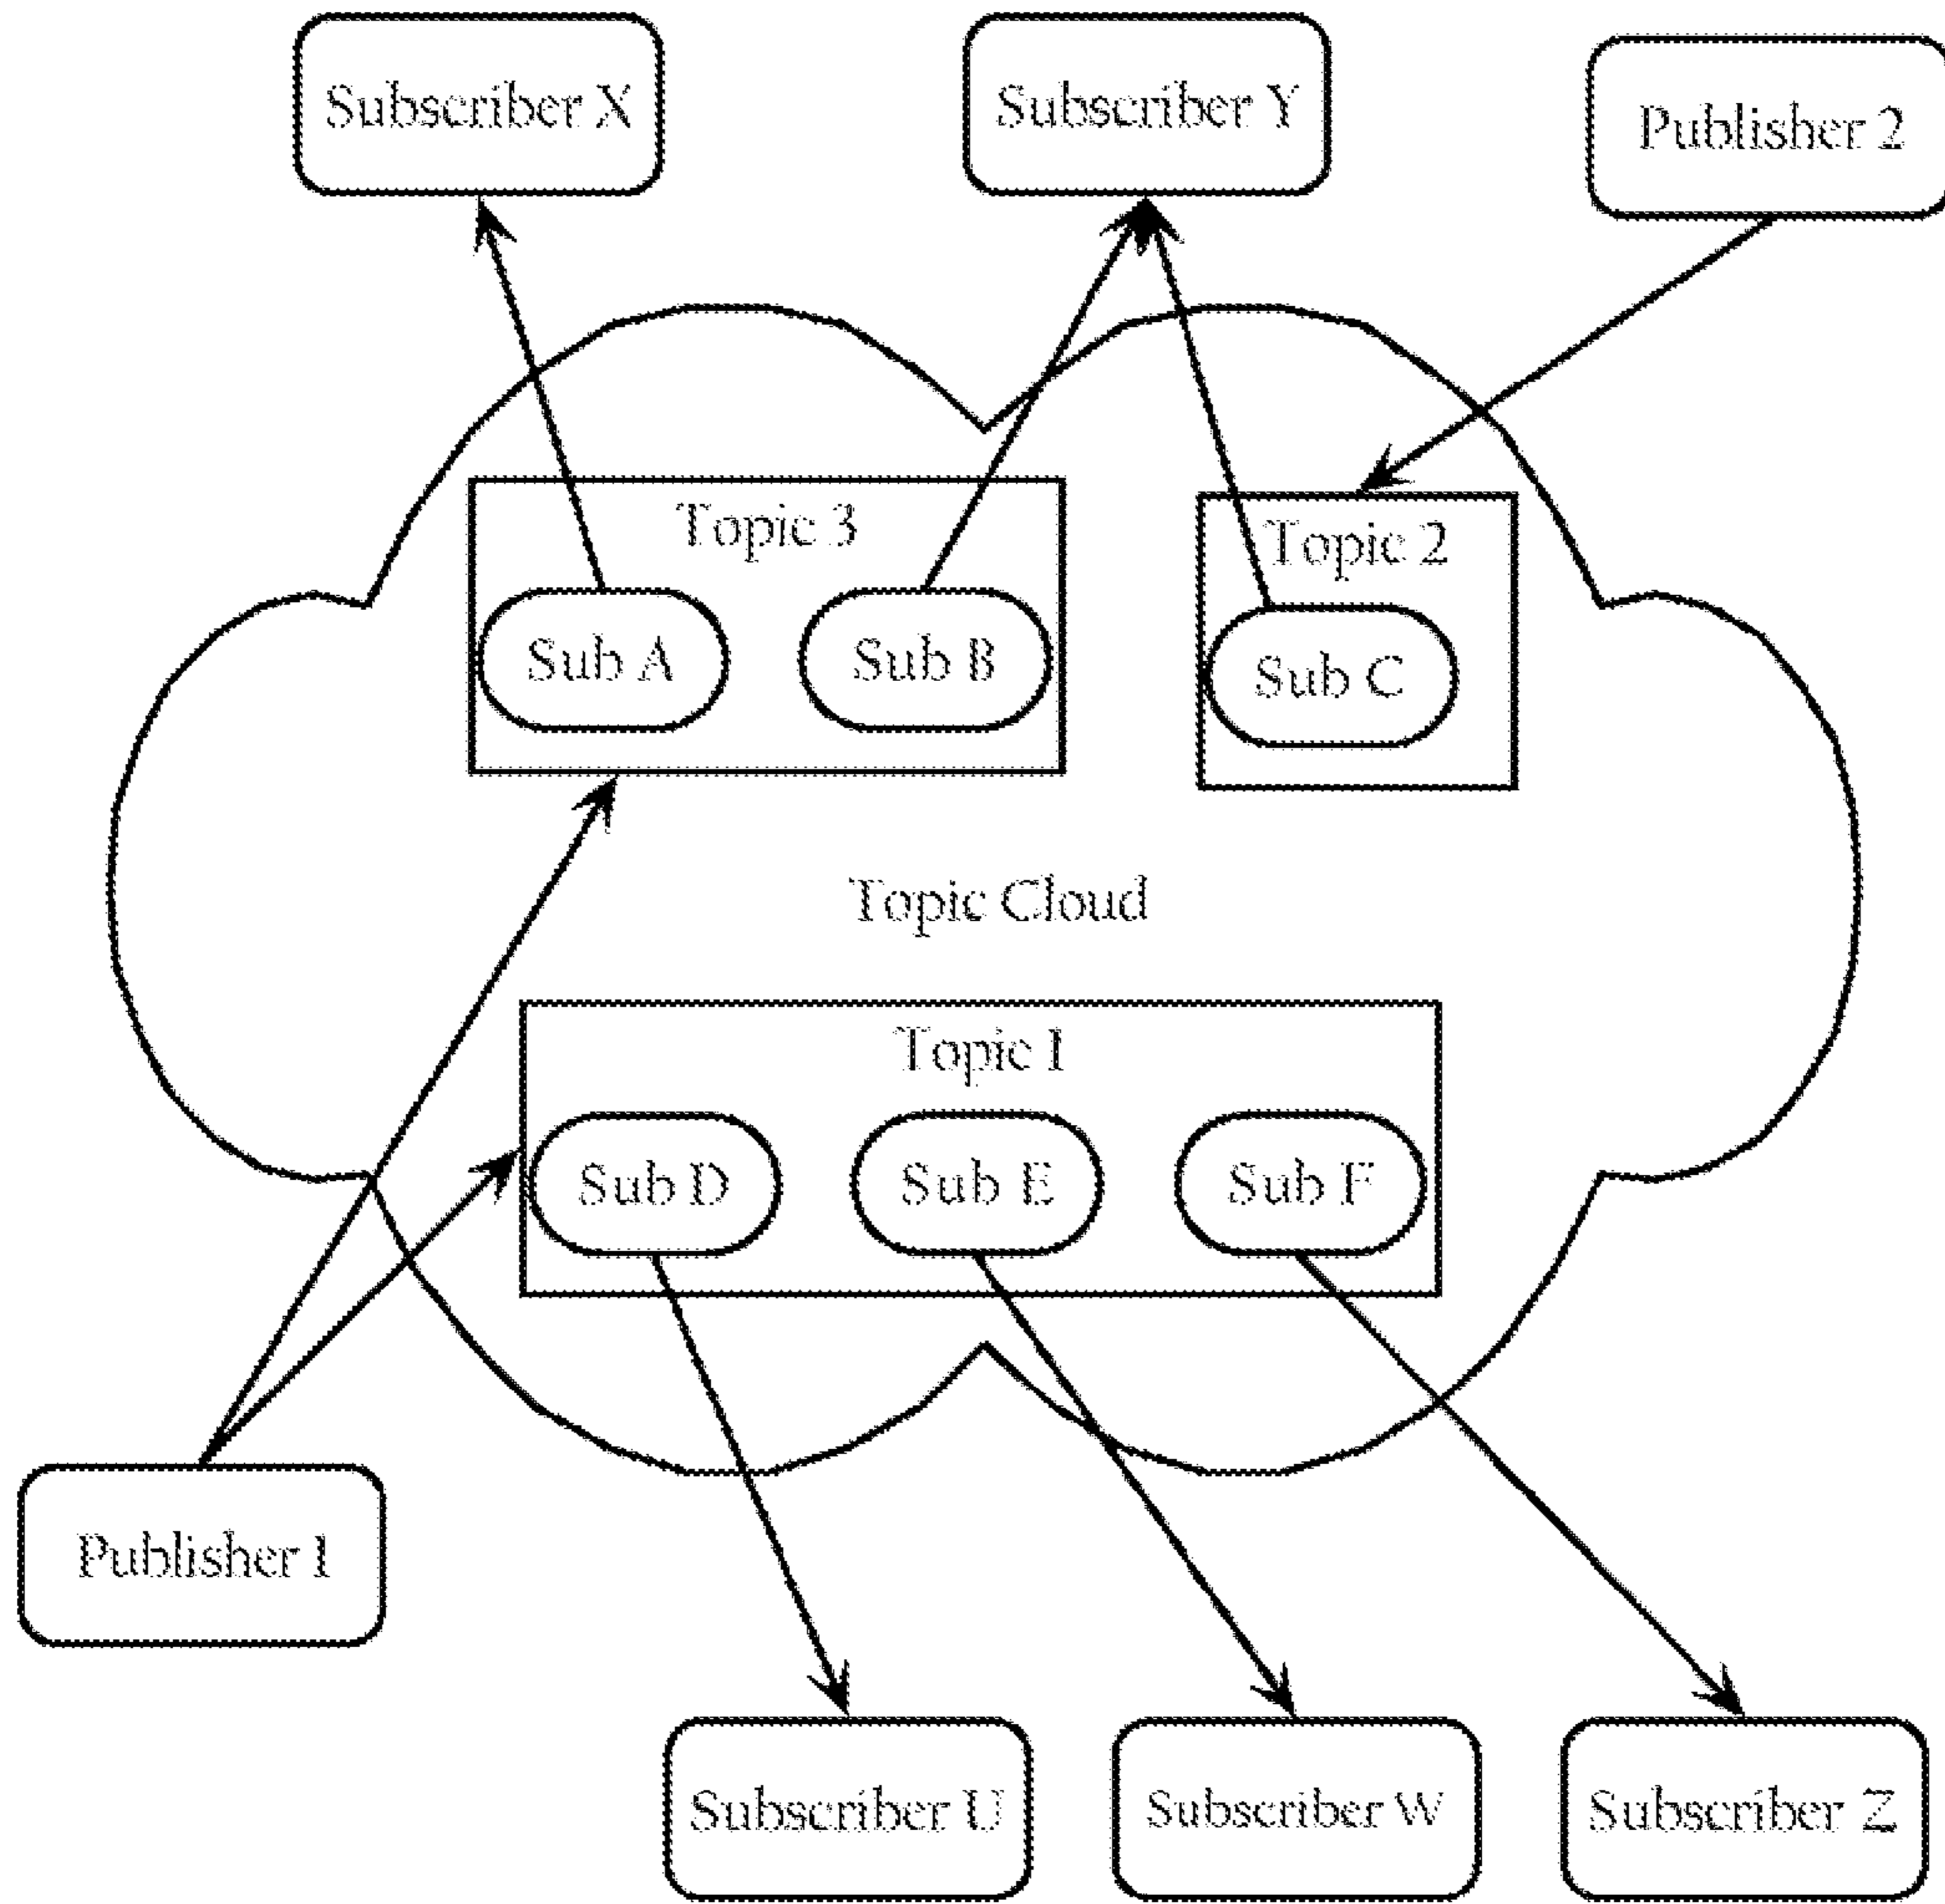 Subscriber X
Subscriber Y
Publisher 2
Topic 3
Topic 2
Sub A
Sub B
Sub C
Topic Cloud
Topic 1
Sub D
Sub E
Sub F
Publisher 1
Subscriber U
Subscriber W
Subscriber Z